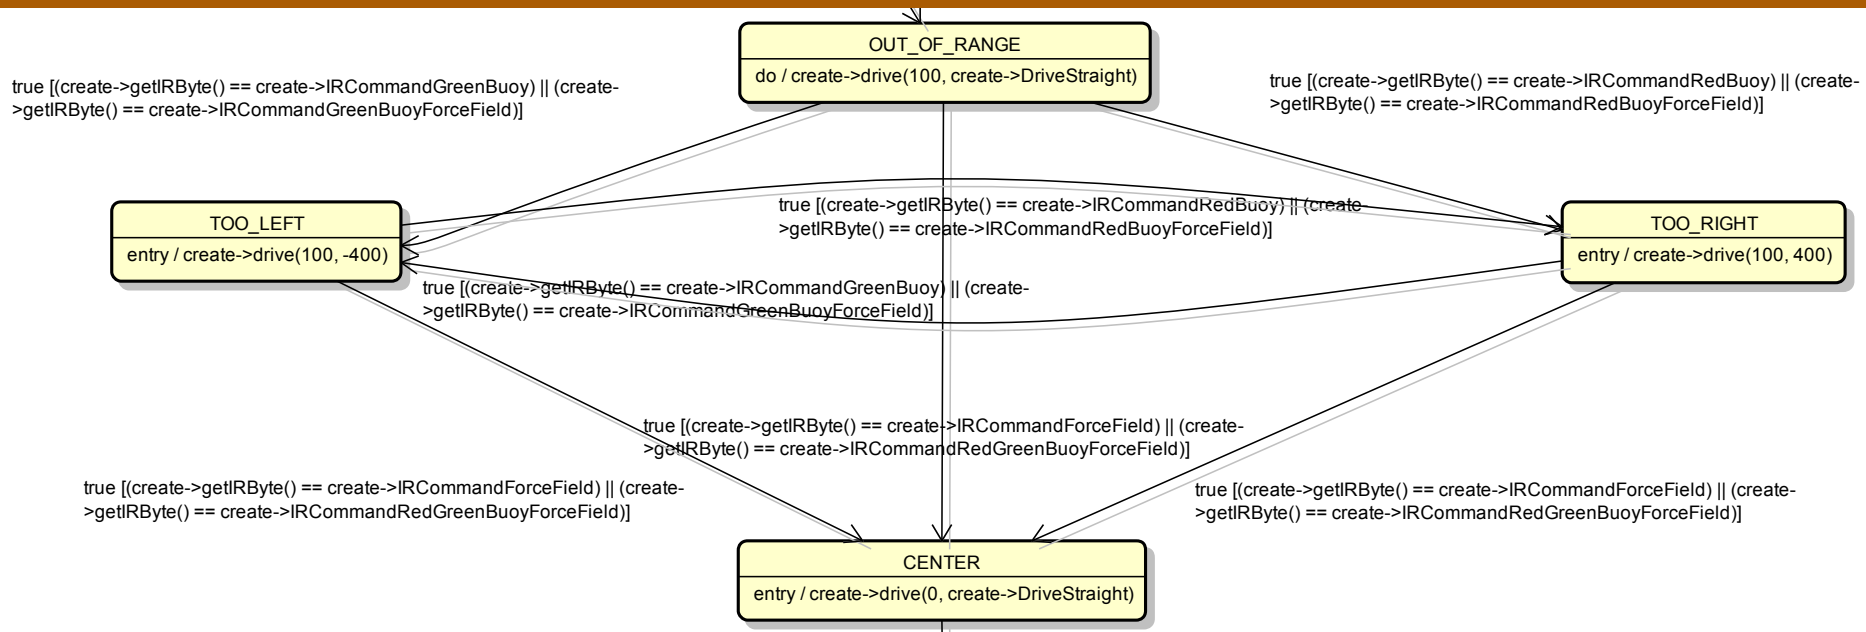 OUT_OF_RANGE
do / create->drive(100, create->DriveStraight)
true [(create->getIRByte() == create->IRCommandGreenBuoy) || (create-
>getIRByte() == create->IRCommandGreenBuoyForceField)]
true [(create->getIRByte() == create->IRCommandRedBuoy) || (create-
>getIRByte() == create->IRCommandRedBuoyForceField)]
TOO_LEFT
entry / create->drive(100, -400)
true [(create->getIRByte() == create->IRCommandRedBuoy) || (create-
>getIRByte() == create->IRCommandRedBuoyForceField)]
TOO_RIGHT
entry / create->drive(100, 400)
true [(create->getIRByte() == create->IRCommandGreenBuoy) || (create-
>getIRByte() == create->IRCommandGreenBuoyForceField)]
true [(create->getIRByte() == create->IRCommandForceField) || (create-
>getIRByte() == create->IRCommandRedGreenBuoyForceField)]
true [(create->getIRByte() == create->IRCommandForceField) || (create-
>getIRByte() == create->IRCommandRedGreenBuoyForceField)]
true [(create->getIRByte() == create->IRCommandForceField) || (create-
>getIRByte() == create->IRCommandRedGreenBuoyForceField)]
CENTER
entry / create->drive(0, create->DriveStraight)